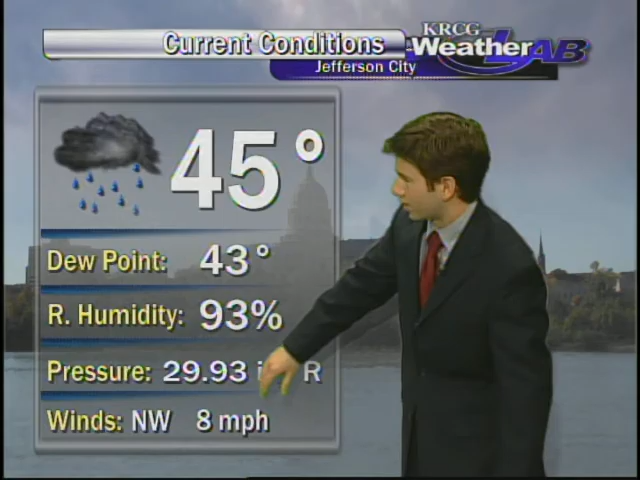 Current Conditions
KRCG
WeatherLAB
Jefferson City
45°
Dew Point: 43°
R. Humidity: 93%
Pressure: 29.93 R
Winds: NW 8 mph